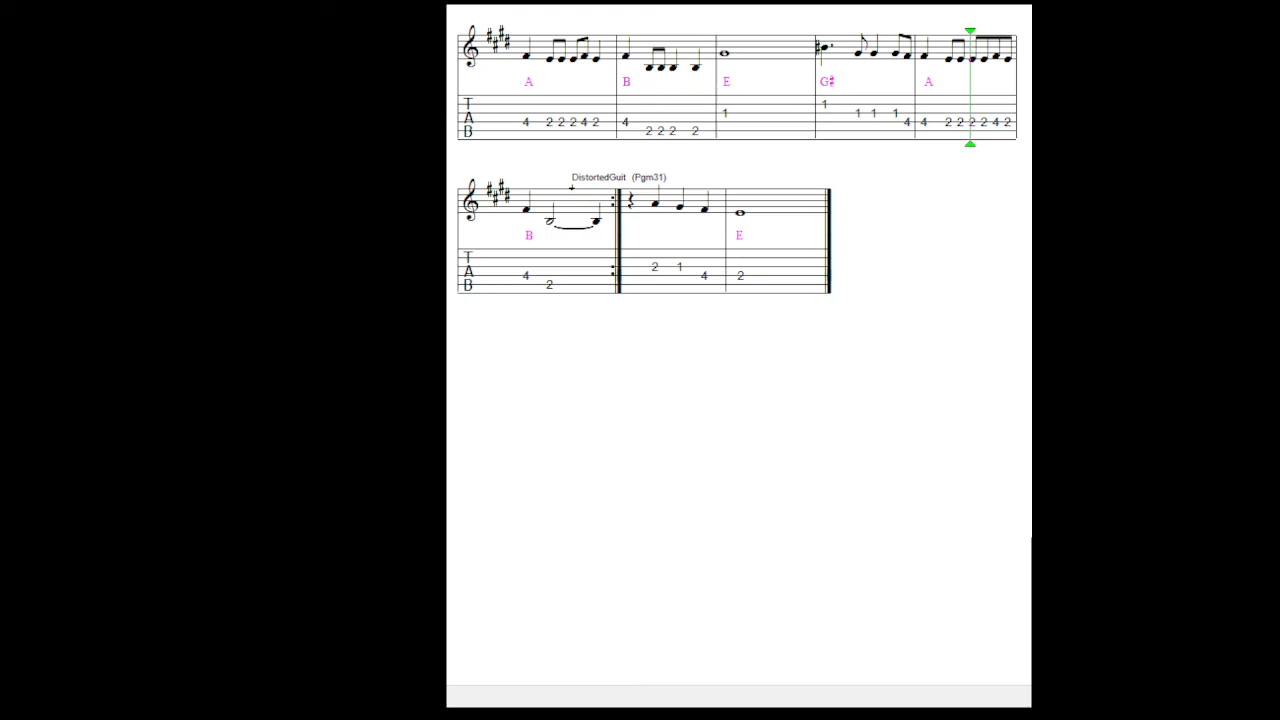 A B E G# A
T 1
A 4 2 2 2 4 2 4 1 1 1 1 4 4 2 2 2 2 4 2
B 2 2 2 2
DistortedGuit (Pgm31)
B E
T
A 4 2 1 4 2
B 2